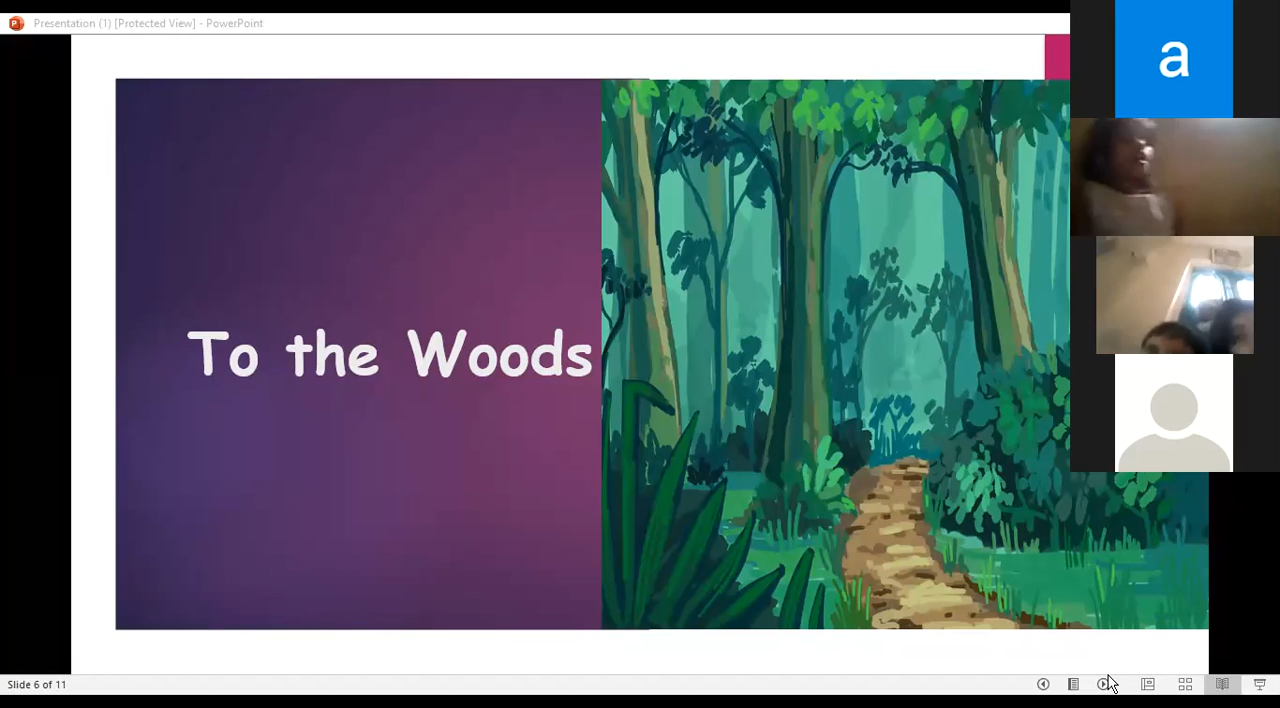 Presentation (1) [Protected View] - PowerPoint
a
To the Woods
Slide 6 of 11